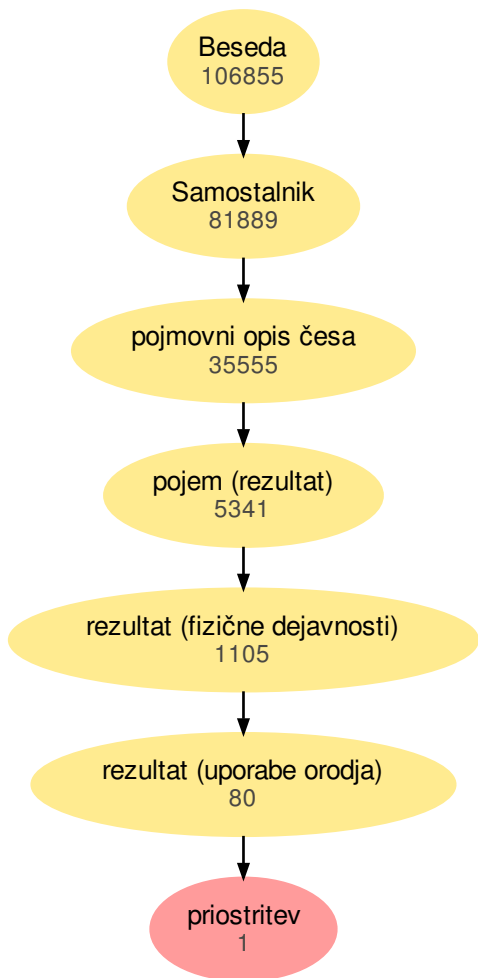 Beseda
106855
Samostalnik
81889
pojmovni opis česa
35555
pojem (rezultat)
5341
rezultat (fizične dejavnosti)
1105
rezultat (uporabe orodja)
80
priostritev
1